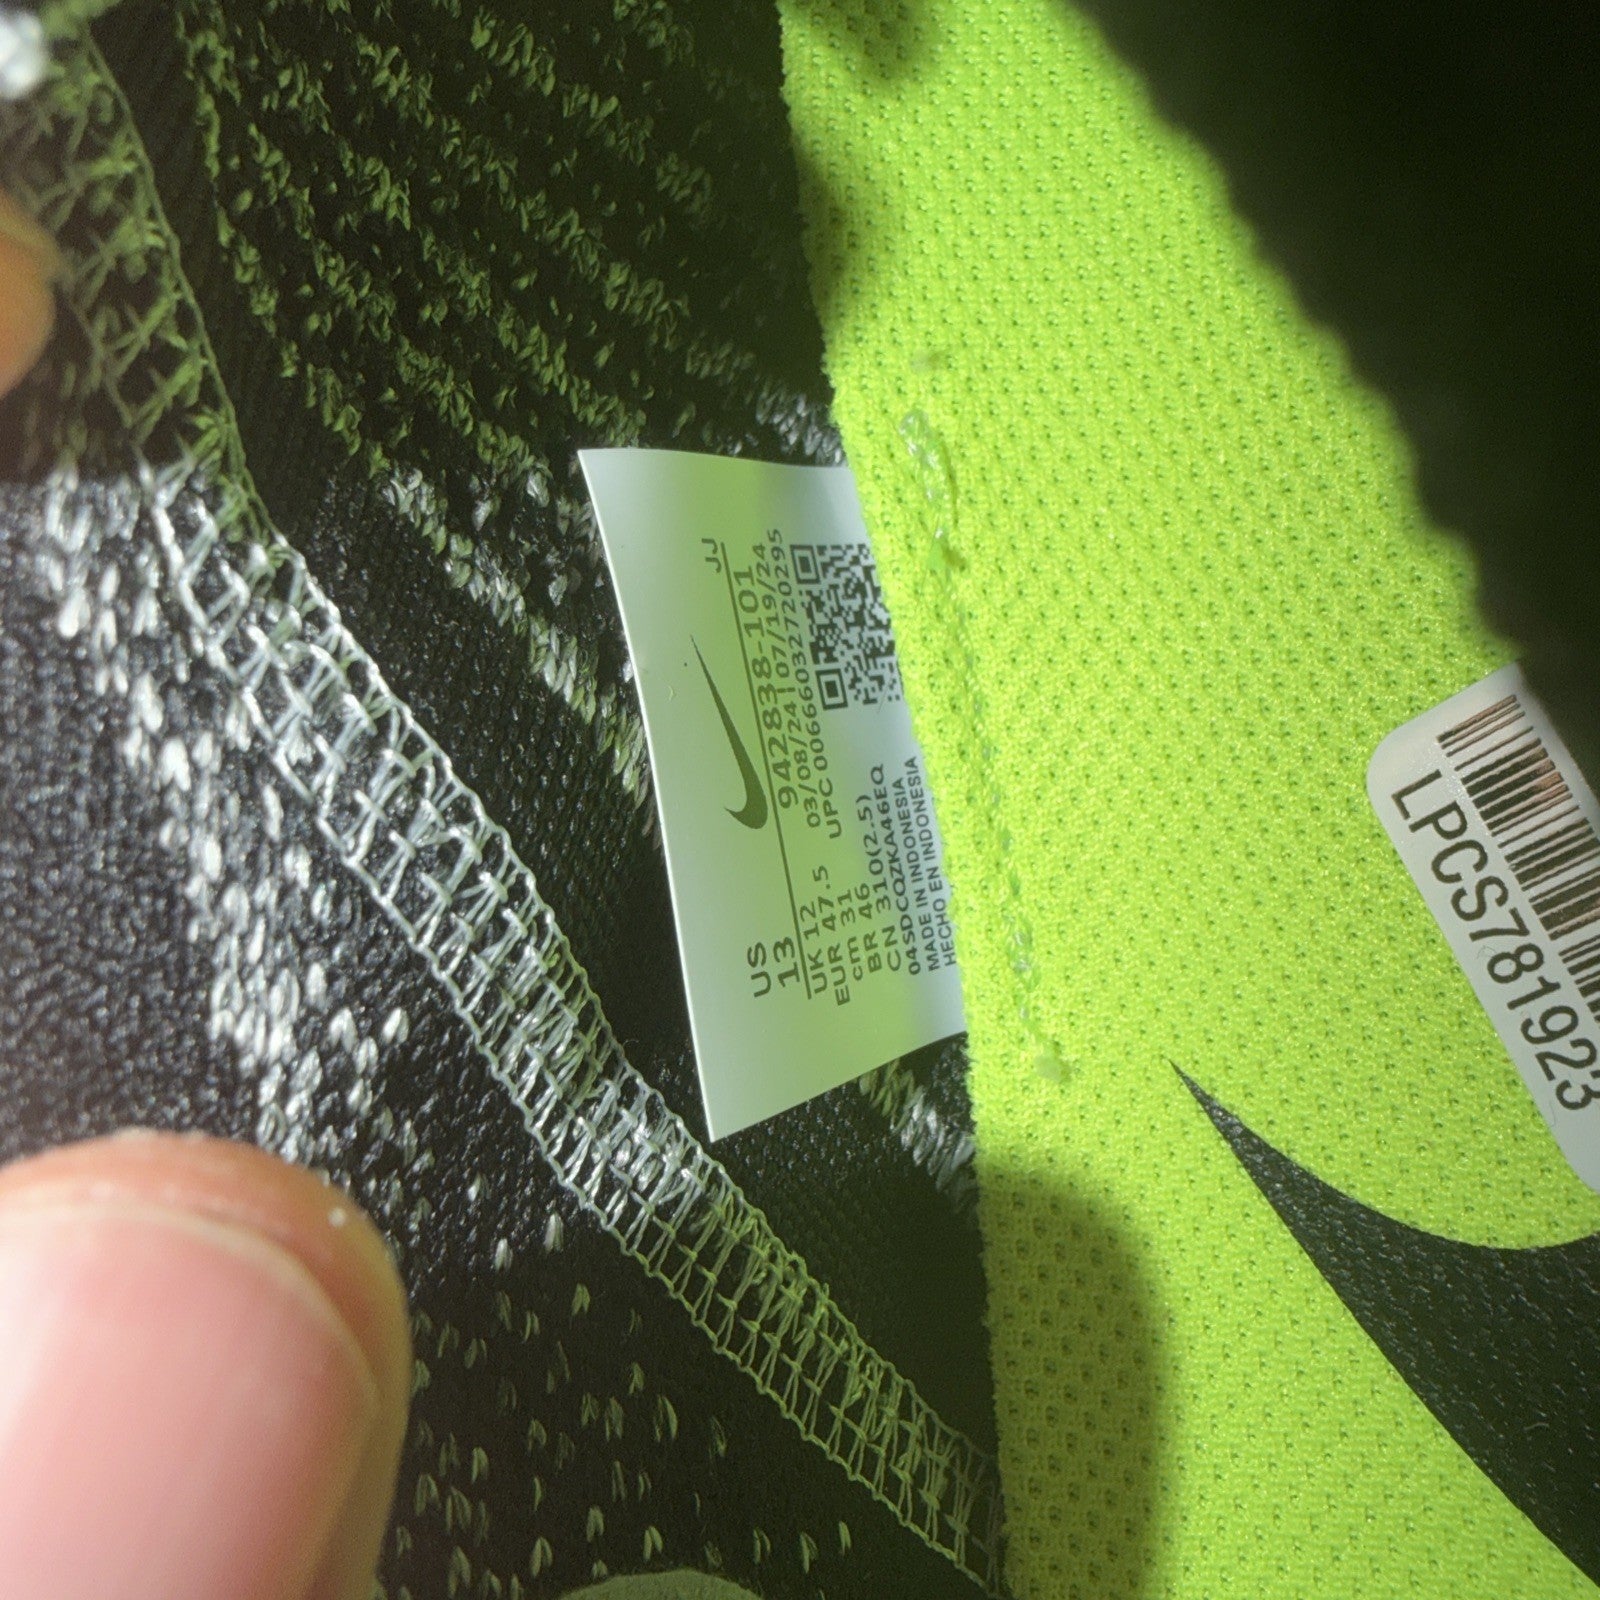 JJ
942838-101
03/08/24 | 07/19/24
UPC 00666032720295
US
13
UK 12
EUR 47.5
cm 31
BR 46
CN 310(2.5)
04SDCQZKA46EQ
MADE IN INDONESIA
HECHO EN INDONESIA
LPCS781923